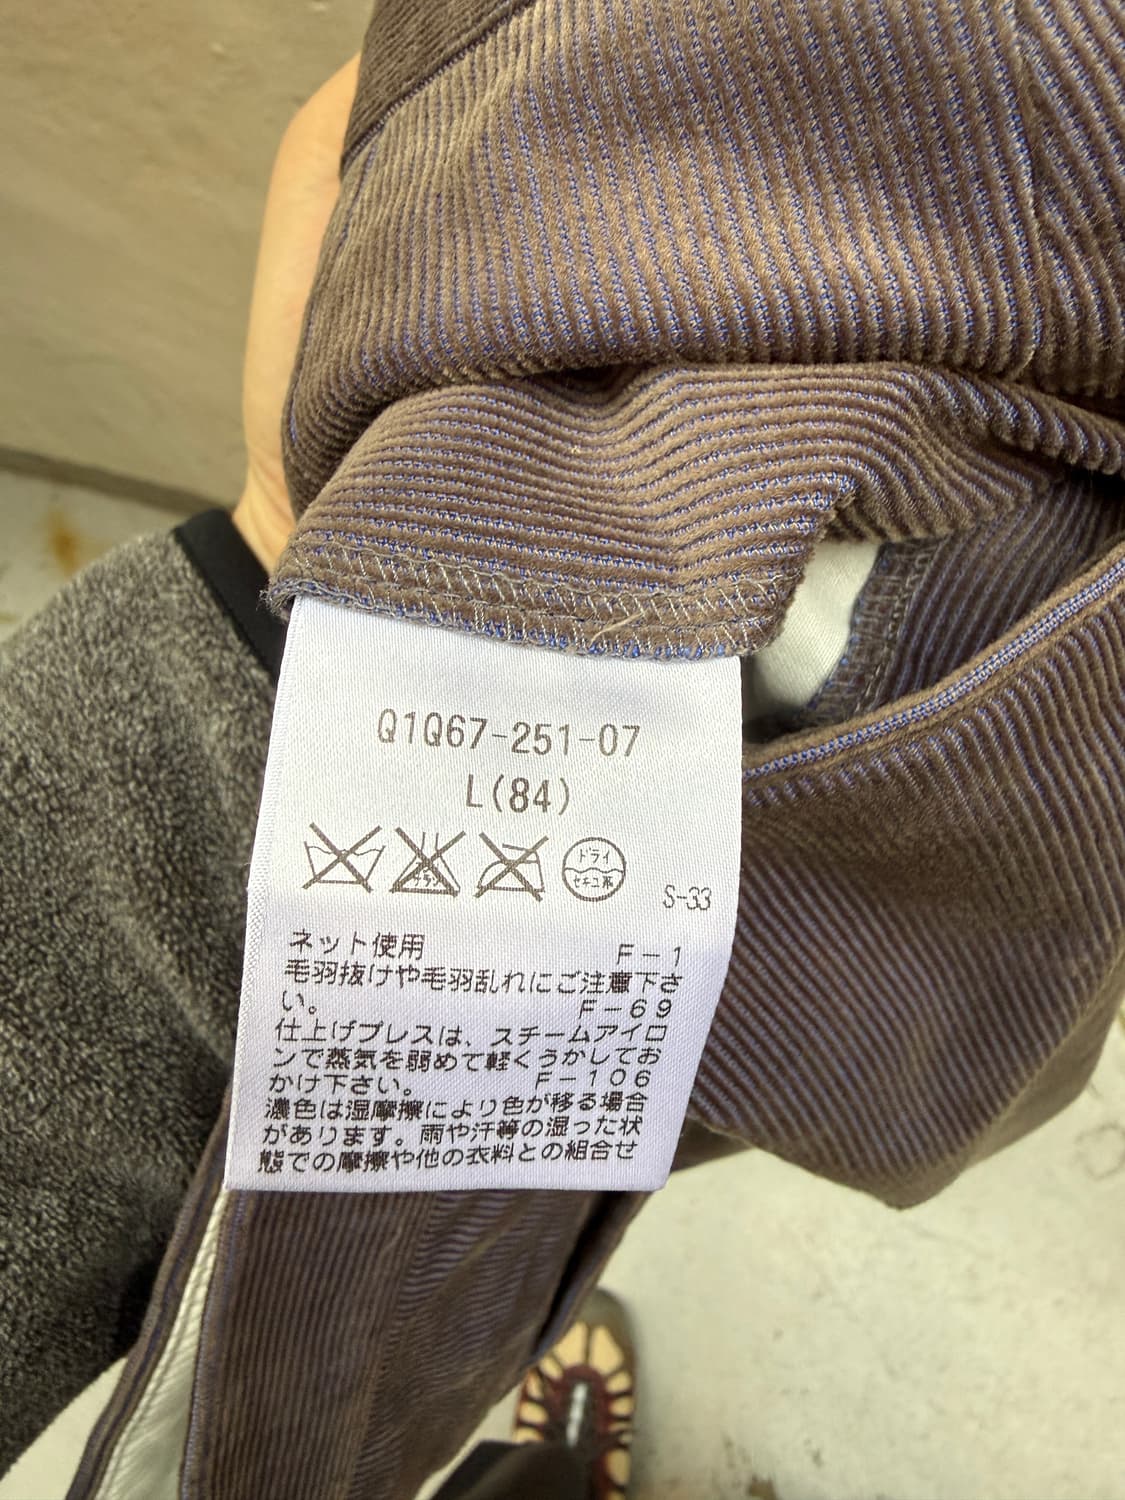 Q1Q67-251-07
L(84)
ドライ
セキユ系
S-33
ネット使用 F-1
毛羽抜けや毛羽乱れにご注意下さ
い。 F-69
仕上げプレスは、スチームアイロ
ンで蒸気を弱めて軽くうかしてお
かけ下さい。 F-106
濃色は湿摩擦により色が移る場合
があります。雨や汗等の湿った状
態での摩擦や他の衣料との組合せ